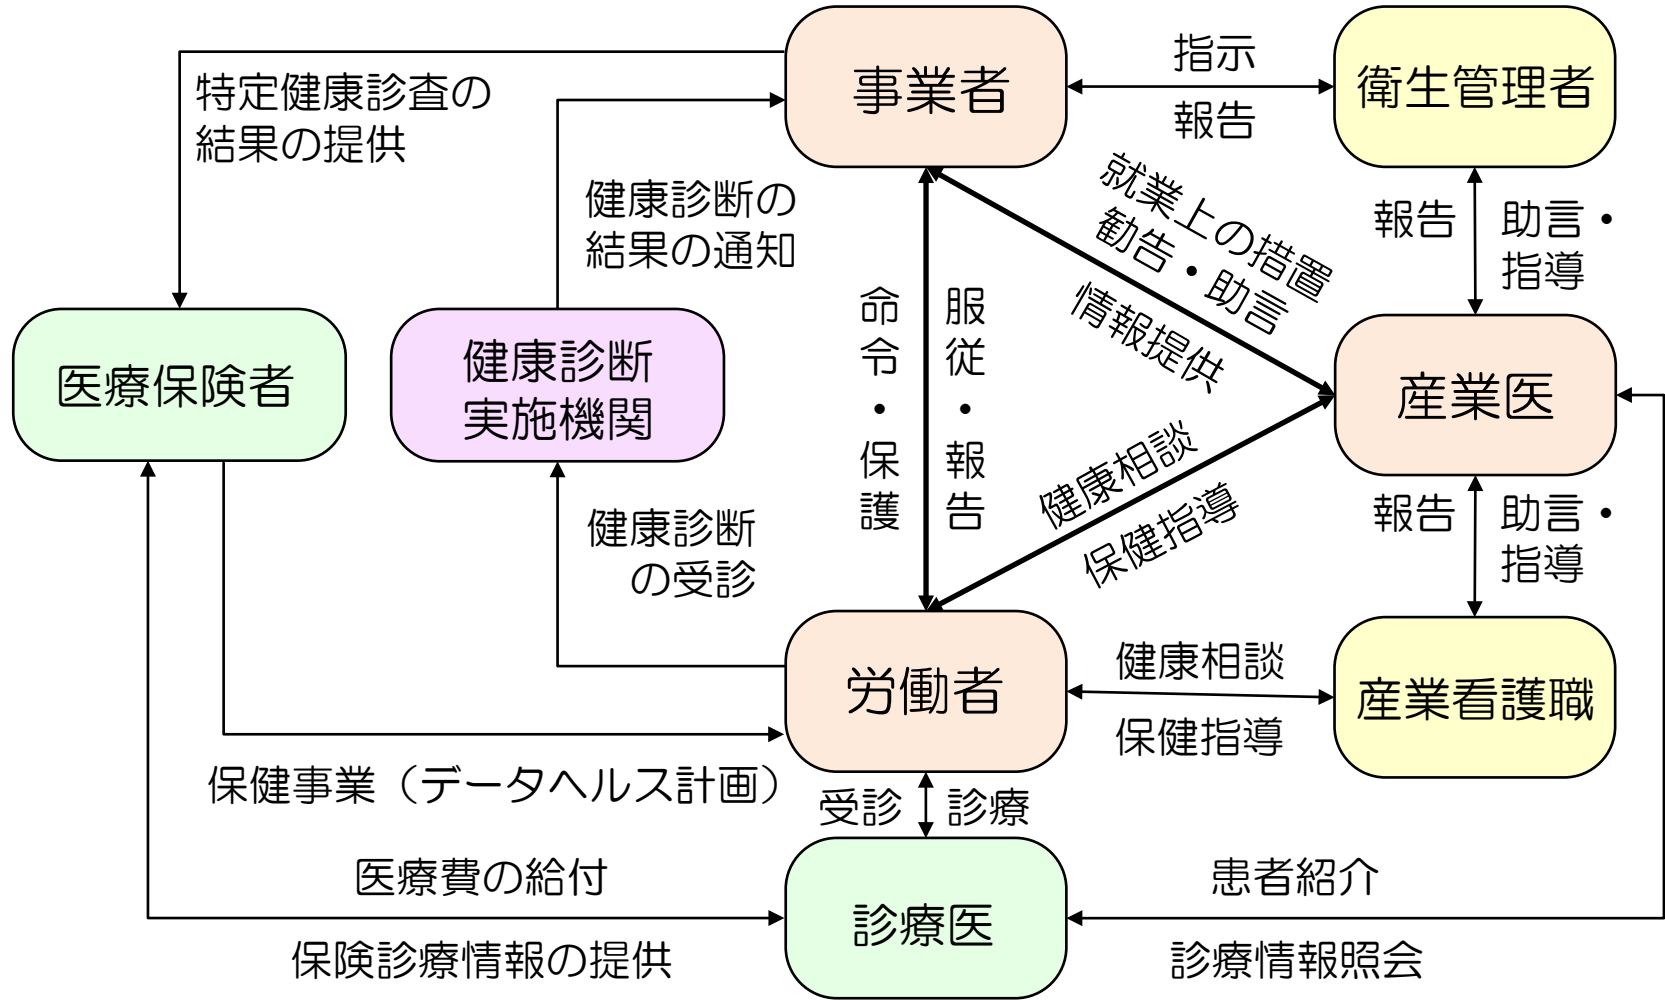 事業者
指示
報告
衛生管理者
特定健康診査の
結果の提供
健康診断の
結果の通知
就業上の措置
勧告・助言
情報提供
報告
助言・
指導
命令・保護
服従・報告
医療保険者
健康診断
実施機関
産業医
健康相談
保健指導
報告
助言・
指導
健康診断
の受診
労働者
健康相談
保健指導
産業看護職
保健事業（データヘルス計画）
受診
診療
医療費の給付
保険診療情報の提供
診療医
患者紹介
診療情報照会